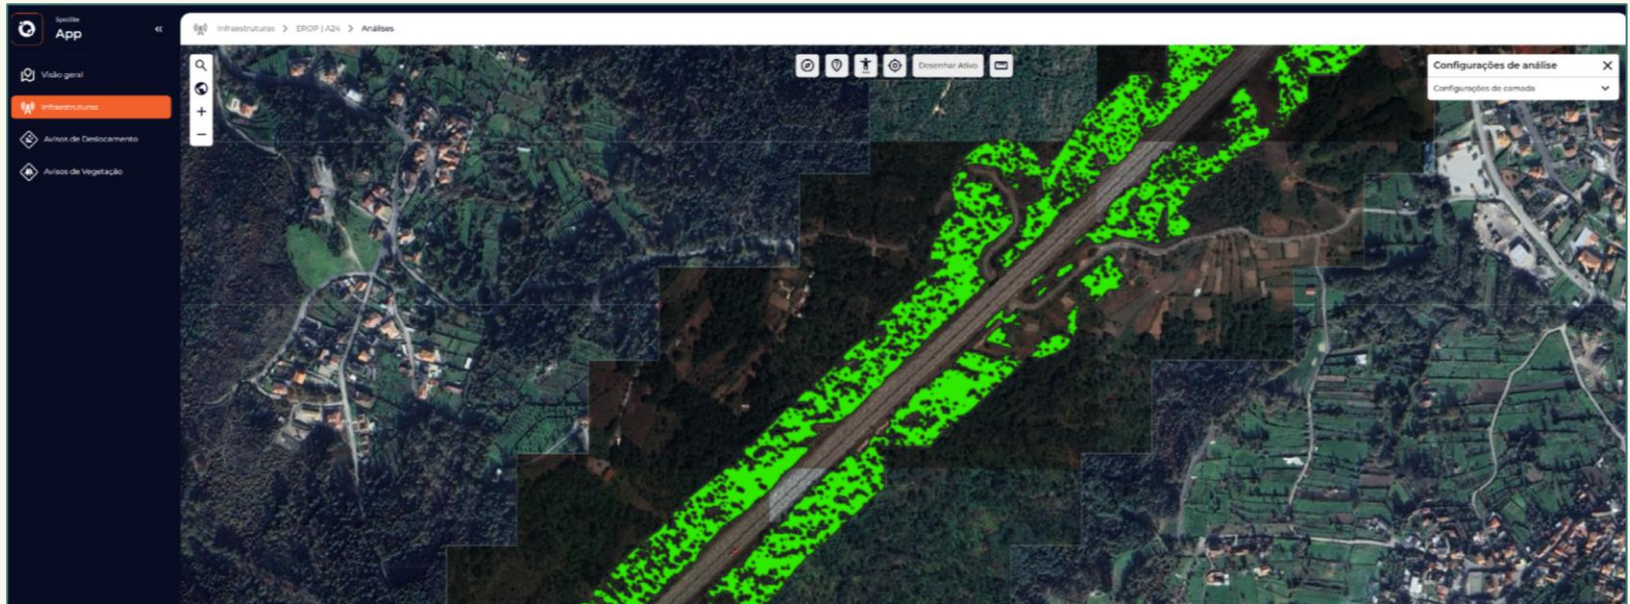 Spotlite
App
«
Infraestruturas > EROP | A24 > Análises
Visão geral
Infraestruturas
Avisos de Deslocamento
Avisos de Vegetação
+
−
Desenhar Ativo
Configurações de análise
Configurações de camada